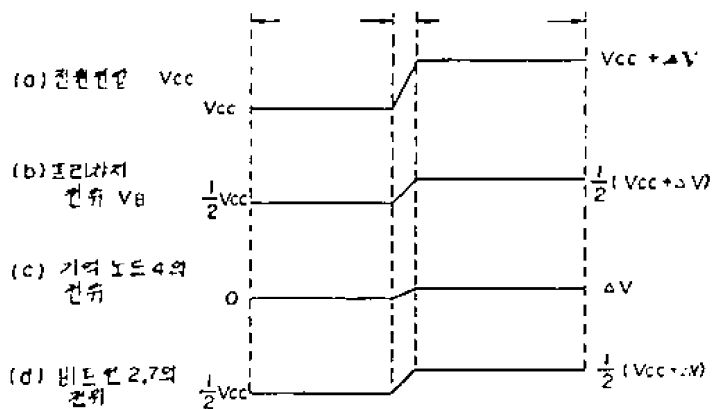 (a) 전원전압 Vcc
Vcc
Vcc + ΔV
(b) 프리차지
전위 VB
1/2 Vcc
1/2 (Vcc + ΔV)
(c) 기억 노드 4의
전위
0
ΔV
(d) 비트선 2,7의
전위
1/2 Vcc
1/2 (Vcc + ΔV)